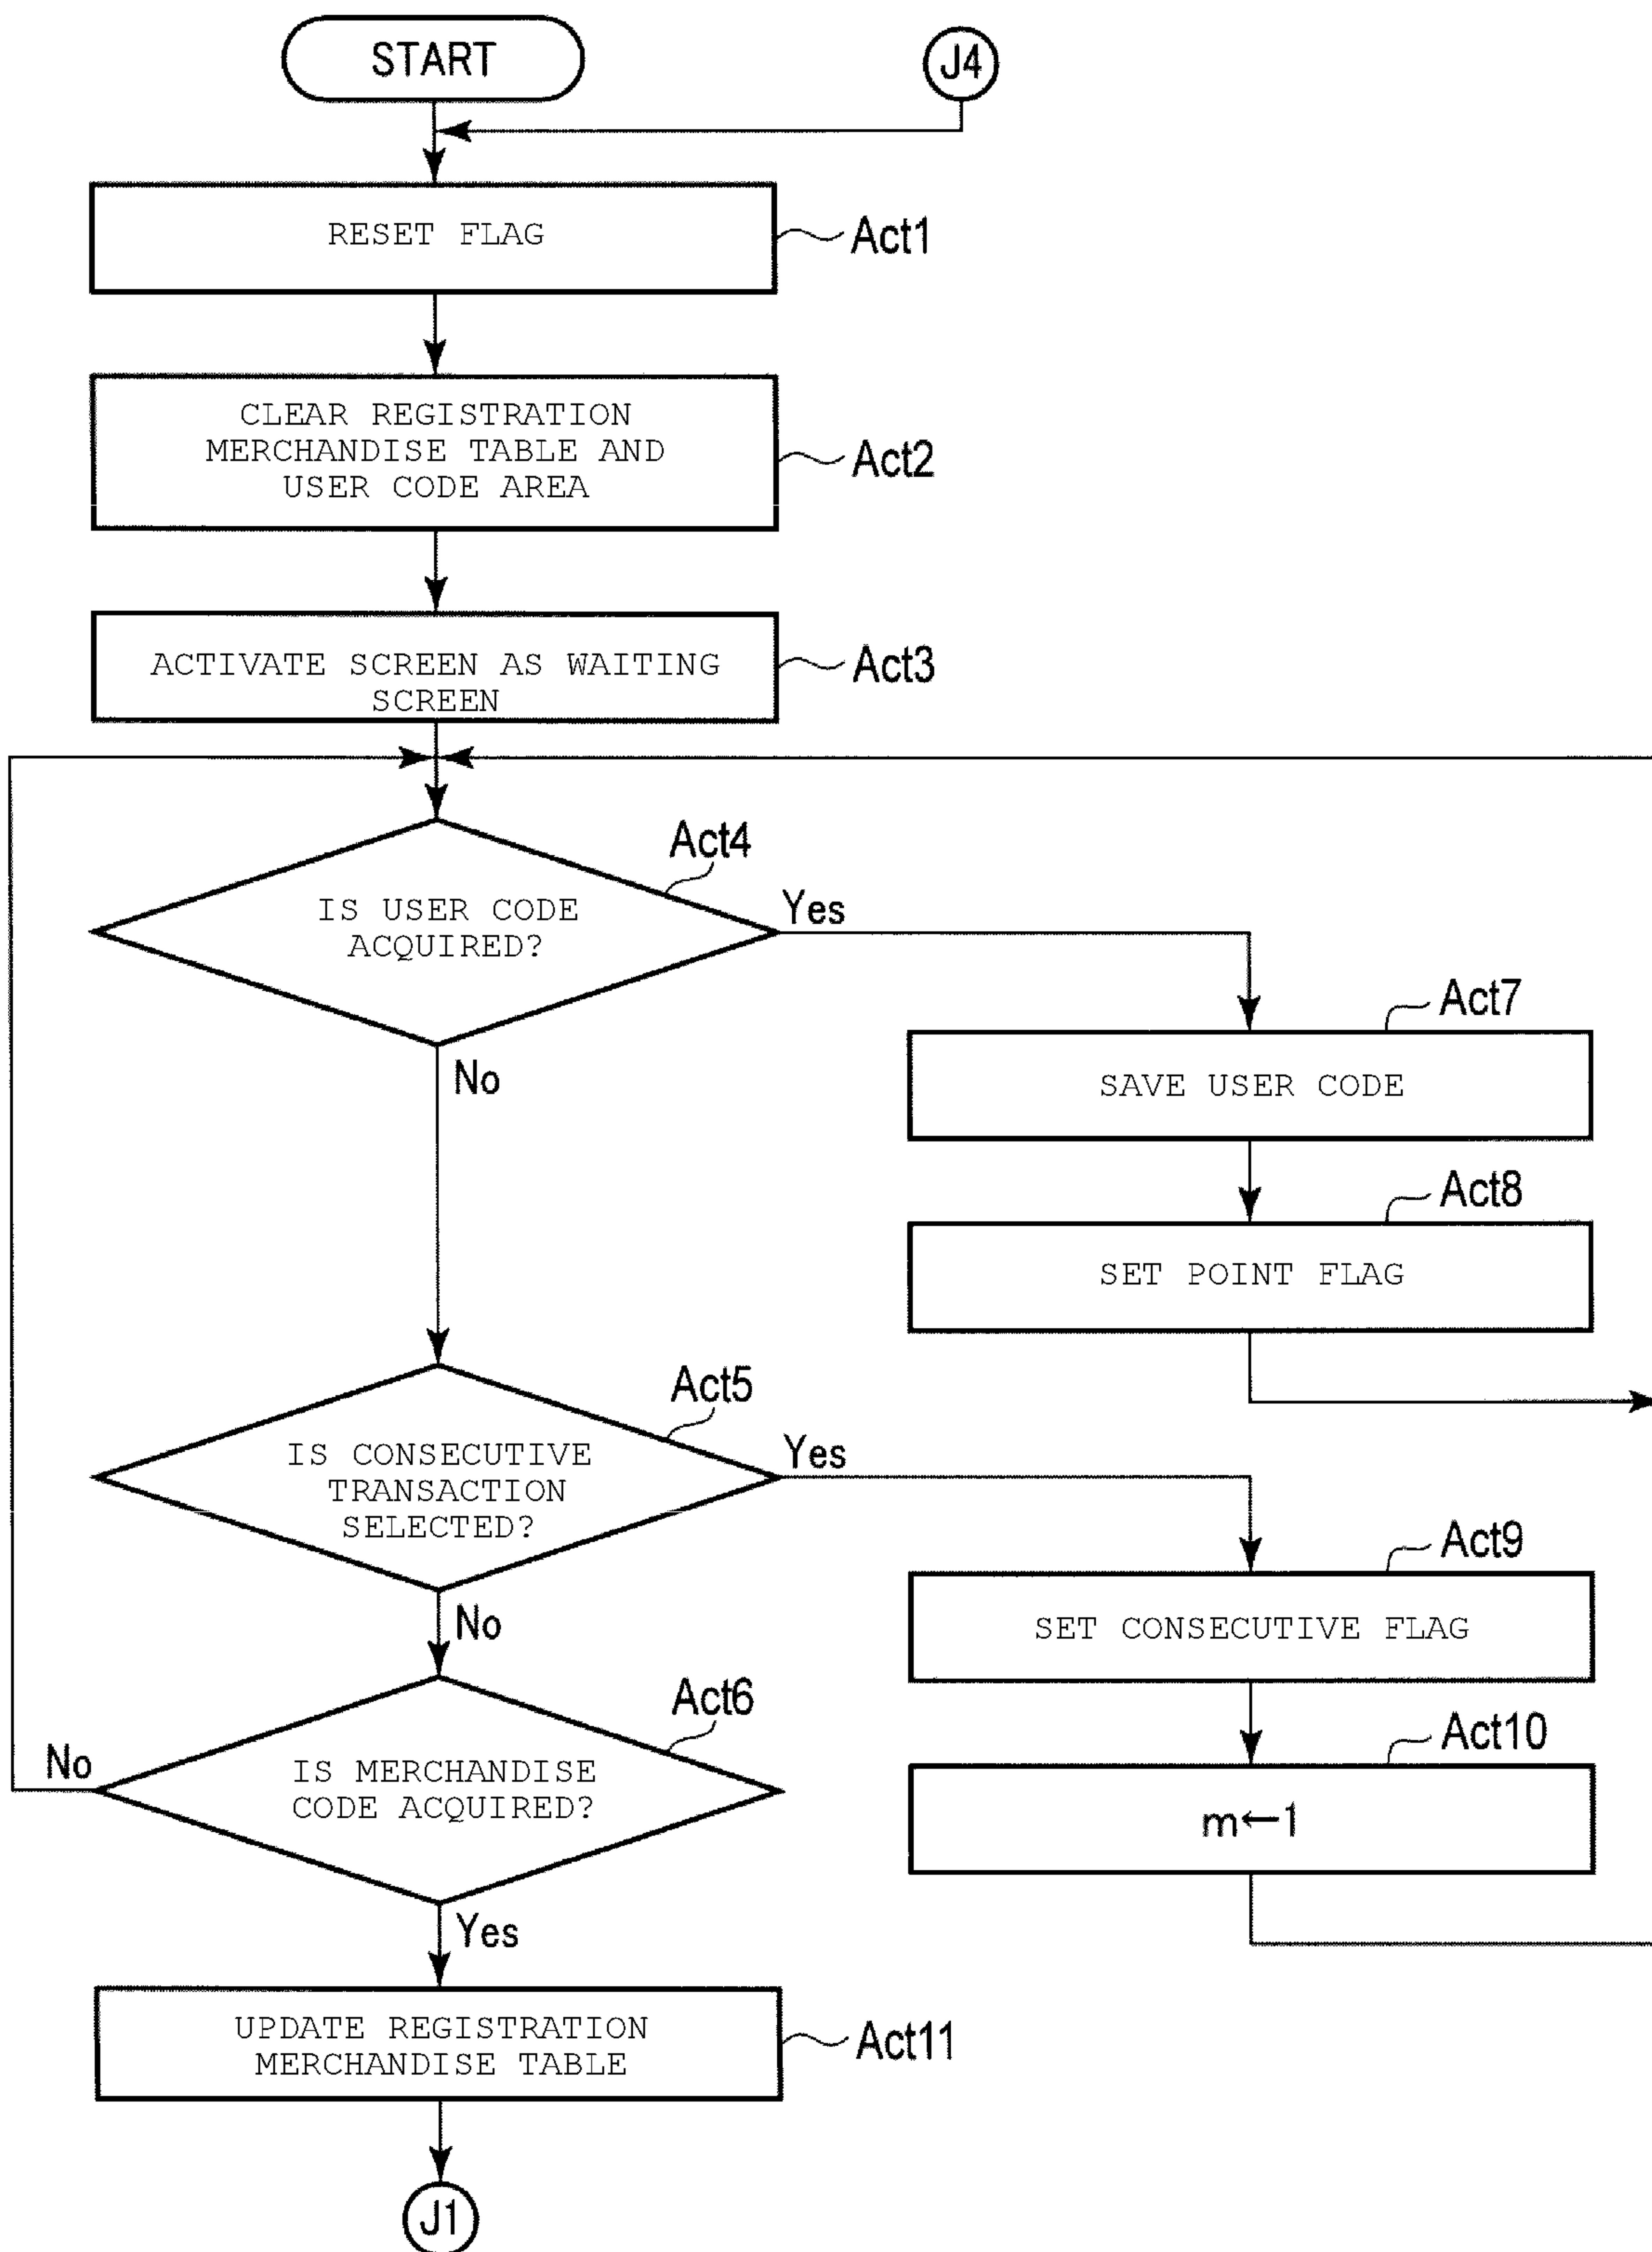 START
J4
RESET FLAG
Act1
CLEAR REGISTRATION
MERCHANDISE TABLE AND
USER CODE AREA
Act2
ACTIVATE SCREEN AS WAITING
SCREEN
Act3
Act4
IS USER CODE
ACQUIRED?
Yes
No
Act7
SAVE USER CODE
Act8
SET POINT FLAG
Act5
IS CONSECUTIVE
TRANSACTION
SELECTED?
Yes
No
Act9
SET CONSECUTIVE FLAG
Act6
IS MERCHANDISE
CODE ACQUIRED?
No
Yes
Act10
m←1
UPDATE REGISTRATION
MERCHANDISE TABLE
Act11
J1